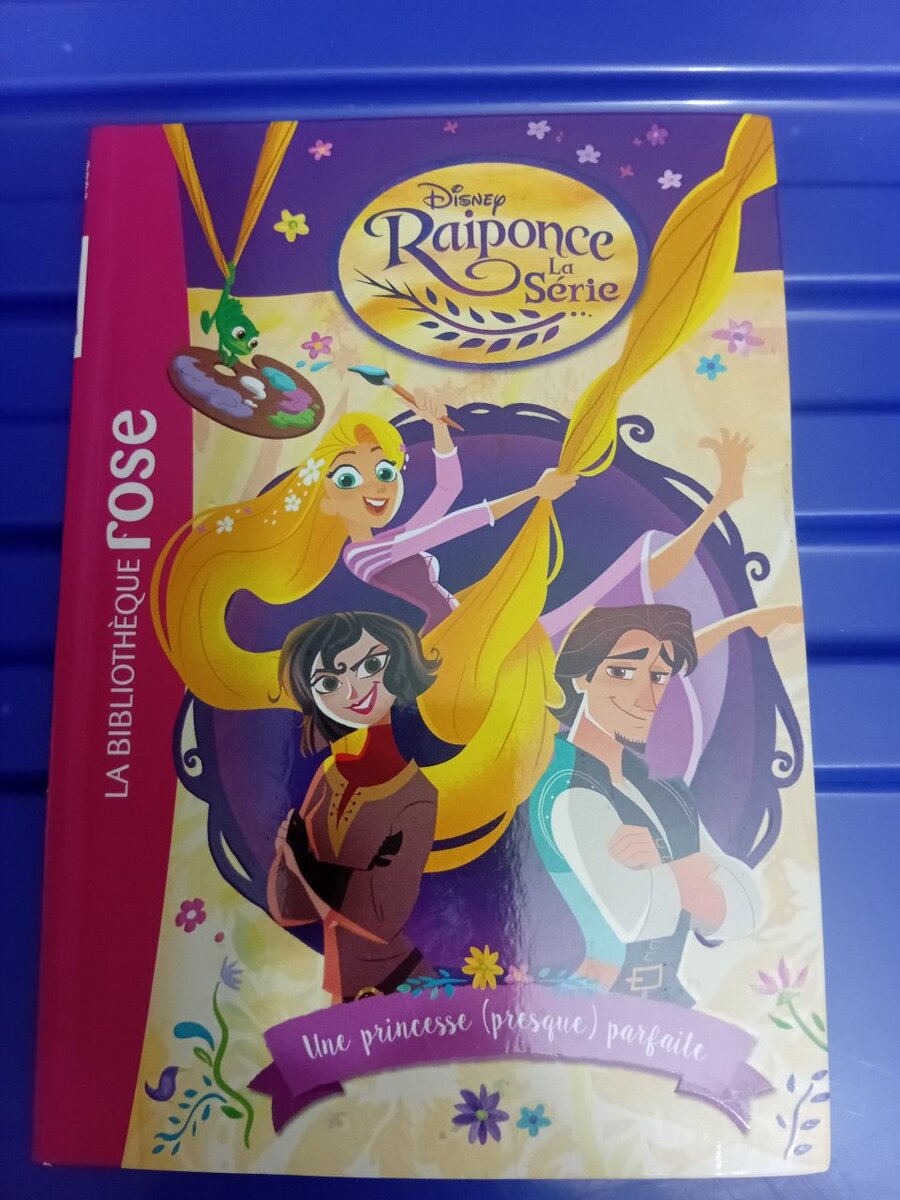 DISNEY
Raiponce
La
Série
LA BIBLIOTHÈQUE rose
Une princesse (presque) parfaite